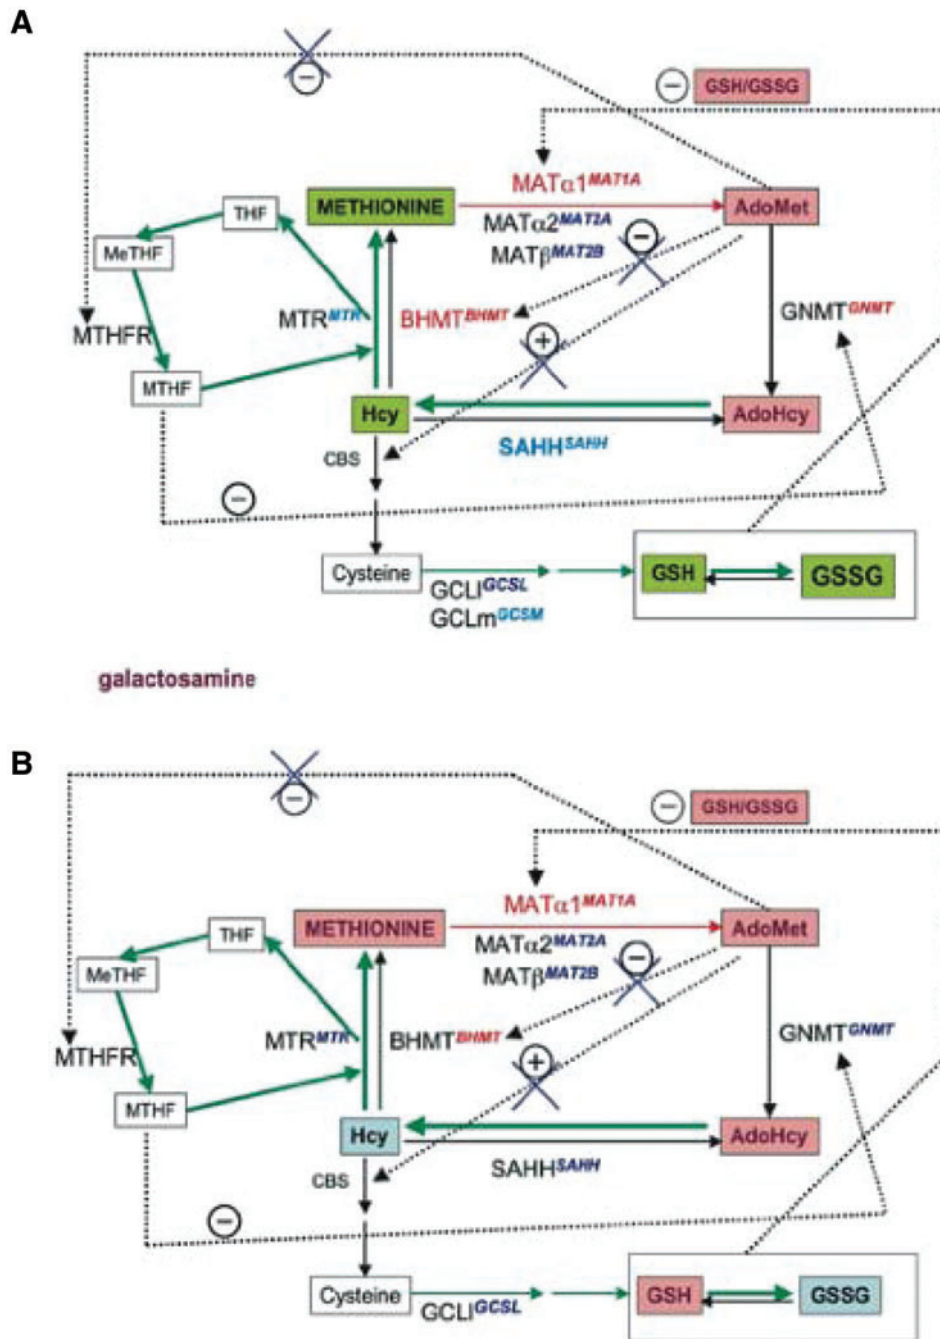 A
−
− GSH/GSSG
MATα1MAT1A
THF METHIONINE AdoMet
MATα2MAT2A
−
MeTHF MATβMAT2B
MTRMTR BHMTBHMT GNMTGNMT
MTHFR
+
MTHF Hcy AdoHcy
SAHHSAHH
CBS
−
Cysteine GSH GSSG
GCLlGCSL
GCLmGCSM
galactosamine
B
−
− GSH/GSSG
MATα1MAT1A
THF METHIONINE AdoMet
MATα2MAT2A
−
MeTHF MATβMAT2B
MTRMTR BHMTBHMT GNMTGNMT
MTHFR
+
MTHF
Hcy AdoHcy
SAHHSAHH
CBS
−
Cysteine GSH GSSG
GCLlGCSL